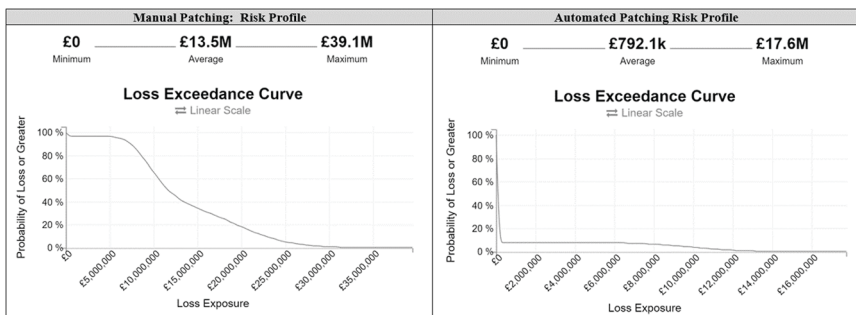 Manual Patching: Risk Profile
£0 £13.5M £39.1M
Minimum Average Maximum
Loss Exceedance Curve
Linear Scale
Probability of Loss or Greater
100 %
80 %
60 %
40 %
20 %
0 %
£0 £5,000,000 £10,000,000 £15,000,000 £20,000,000 £25,000,000 £30,000,000 £35,000,000
Loss Exposure
Automated Patching Risk Profile
£0 £792.1k £17.6M
Minimum Average Maximum
Loss Exceedance Curve
Linear Scale
Probability of Loss or Greater
100 %
80 %
60 %
40 %
20 %
0 %
£0 £2,000,000 £4,000,000 £6,000,000 £8,000,000 £10,000,000 £12,000,000 £14,000,000 £16,000,000
Loss Exposure